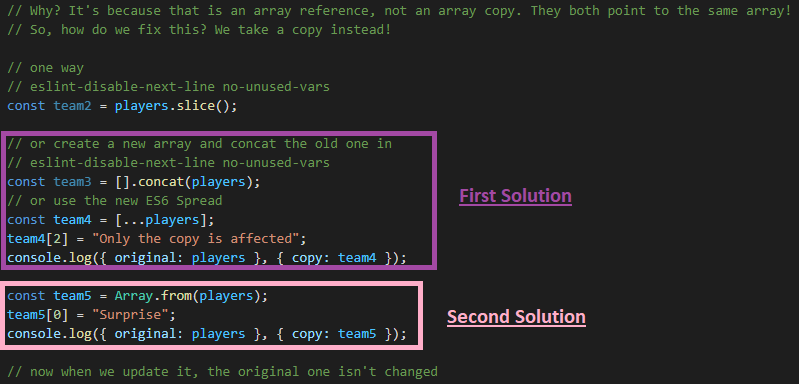 // Why? It's because that is an array reference, not an array copy. They both point to the same array!
// So, how do we fix this? We take a copy instead!
// one way
// eslint-disable-next-line no-unused-vars
const team2 = players.slice();
// or create a new array and concat the old one in
// eslint-disable-next-line no-unused-vars
const team3 = [].concat(players);
// or use the new ES6 Spread
const team4 = [...players];
team4[2] = "Only the copy is affected";
console.log({ original: players }, { copy: team4 });
First Solution
const team5 = Array.from(players);
team5[0] = "Surprise";
console.log({ original: players }, { copy: team5 });
Second Solution
// now when we update it, the original one isn't changed